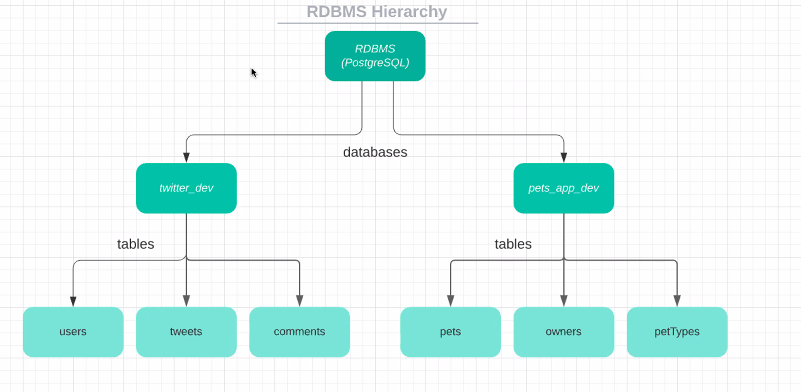 RDBMS Hierarchy
RDBMS
(PostgreSQL)
databases
twitter_dev
pets_app_dev
tables
tables
users
tweets
comments
pets
owners
petTypes